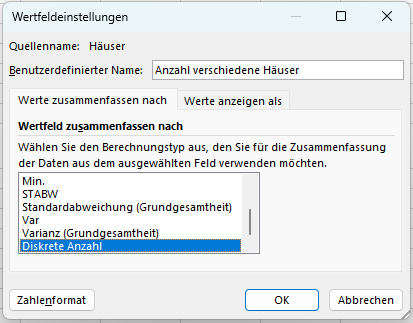 Wertfeldeinstellungen
Quellenname: Häuser
Benutzerdefinierter Name: Anzahl verschiedene Häuser
Werte zusammenfassen nach Werte anzeigen als
Wertfeld zusammenfassen nach
Wählen Sie den Berechnungstyp aus, den Sie für die Zusammenfassung
der Daten aus dem ausgewählten Feld verwenden möchten.
Min.
STABW
Standardabweichung (Grundgesamtheit)
Var
Varianz (Grundgesamtheit)
Diskrete Anzahl
Zahlenformat OK Abbrechen